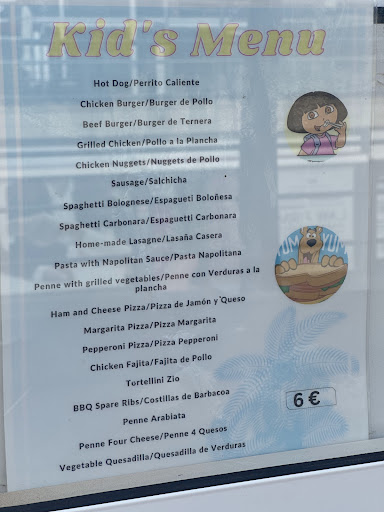 Kid's Menu
Hot Dog/Perrito Caliente
Chicken Burger/Burger de Pollo
Beef Burger/Burger de Ternera
Grilled Chicken/Pollo a la Plancha
Chicken Nuggets/Nuggets de Pollo
Sausage/Salchicha
Spaghetti Bolognese/Espagueti Boloñesa
Spaghetti Carbonara/Espaguetti Carbonara
Home-made Lasagne/Lasaña Casera
Pasta with Napolitan Sauce/Pasta Napolitana
Penne with grilled vegetables/Penne con Verduras a la
plancha
Ham and Cheese Pizza/Pizza de Jamón y Queso
Margarita Pizza/Pizza Margarita
Pepperoni Pizza/Pizza Pepperoni
Chicken Fajita/Fajita de Pollo
Tortellini Zio
BBQ Spare Ribs/Costillas de Barbacoa
Penne Arabiata
Penne Four Cheese/Penne 4 Quesos
Vegetable Quesadilla/Quesadilla de Verduras
YUM YUM
6 €